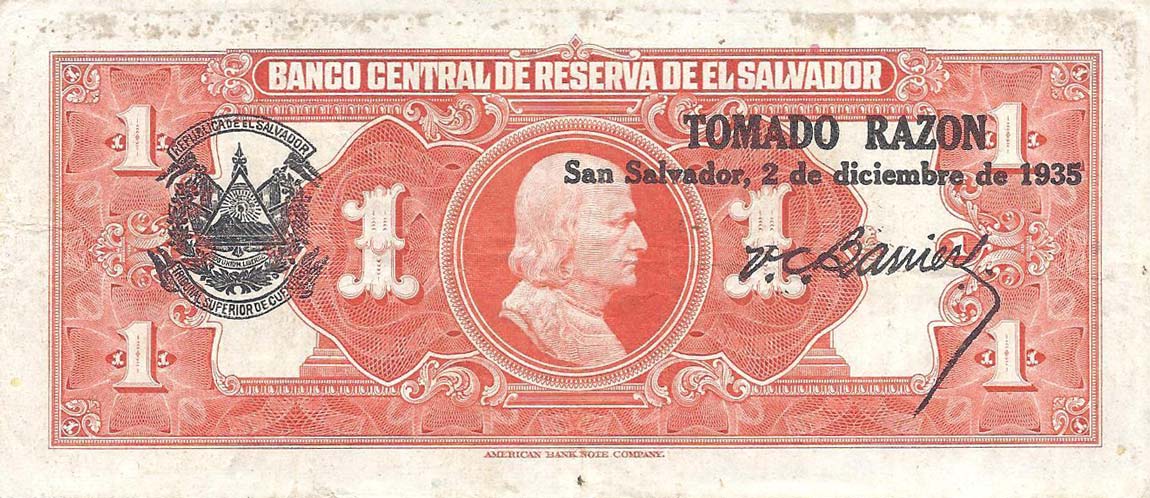 BANCO CENTRAL DE RESERVA DE EL SALVADOR
1 1
TOMADO RAZON
REPUBLICA DE EL SALVADOR
San Salvador, 2 de diciembre de 1935
1 1
TRIBUNAL SUPERIOR DE
1 1
AMERICAN BANK NOTE COMPANY.